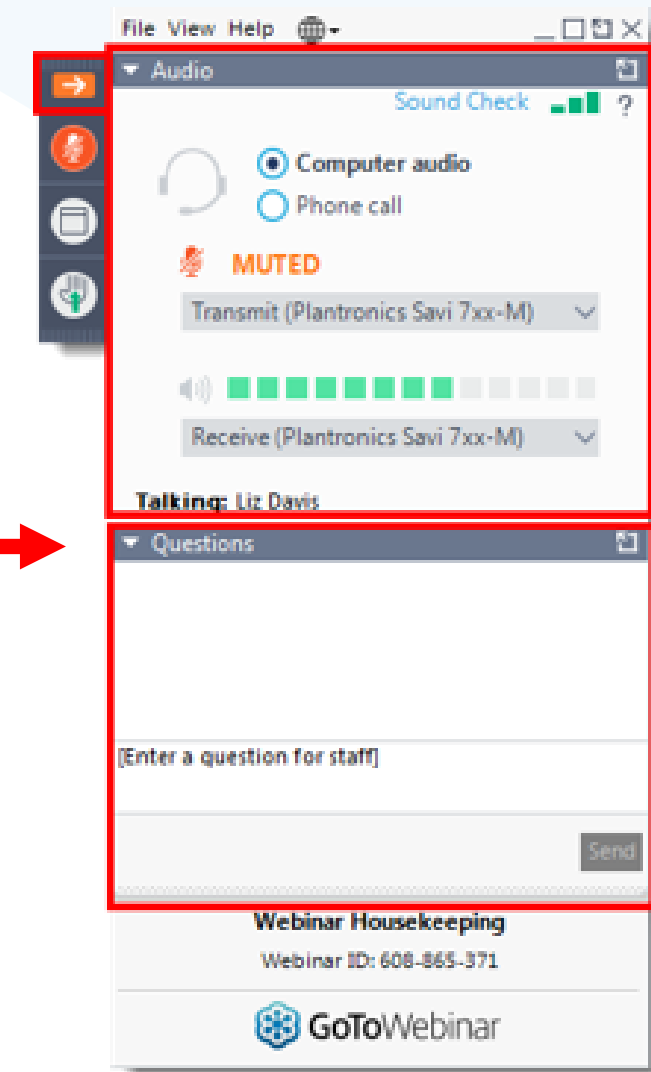 File View Help
Audio
Sound Check ?
Computer audio
Phone call
MUTED
Transmit (Plantronics Savi 7xx-M)
Receive (Plantronics Savi 7xx-M)
Talking: Liz Davis
Questions
[Enter a question for staff]
Send
Webinar Housekeeping
Webinar ID: 608-865-371
GoToWebinar